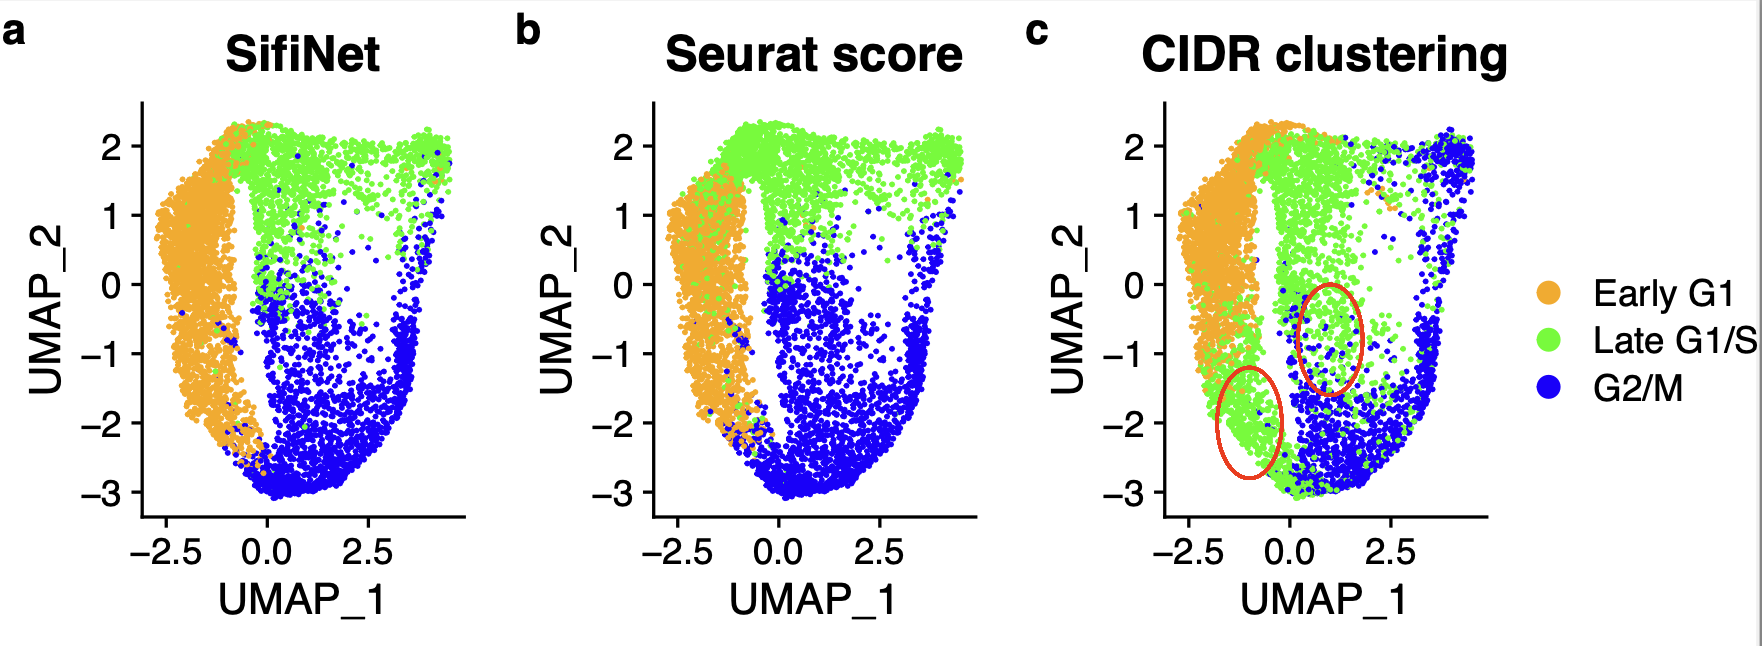 a
SifiNet
b
Seurat score
c
CIDR clustering
UMAP_2
2
1
0
−1
−2
−3
−2.5 0.0 2.5
UMAP_1
UMAP_2
2
1
0
−1
−2
−3
−2.5 0.0 2.5
UMAP_1
UMAP_2
2
1
0
−1
−2
−3
−2.5 0.0 2.5
UMAP_1
Early G1
Late G1/S
G2/M